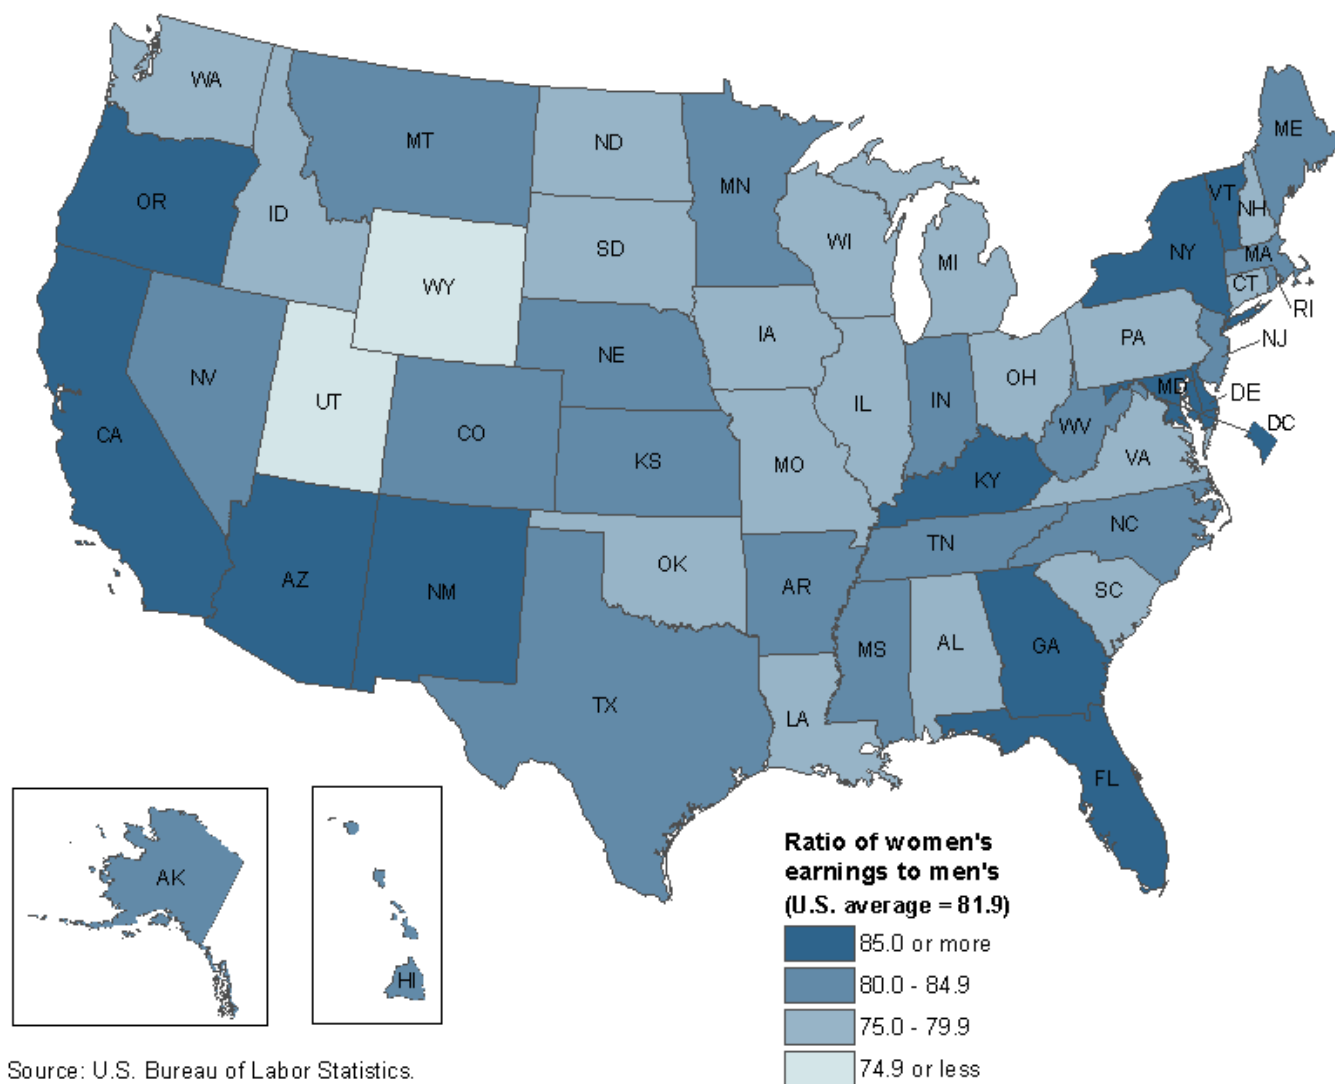 WA
MT
ND
MN
ME
OR
ID
SD
WI
MI
VT
NH
NY
MA
CT
RI
WY
IA
PA
NJ
NE
NV
UT
CO
IL
IN
OH
MD
DE
DC
CA
KS
MO
WV
VA
KY
NC
TN
OK
AZ
NM
AR
SC
MS
AL
GA
TX
LA
FL
AK
HI
Ratio of women's
earnings to men's
(U.S. average = 81.9)
85.0 or more
80.0 - 84.9
75.0 - 79.9
74.9 or less
Source: U.S. Bureau of Labor Statistics.